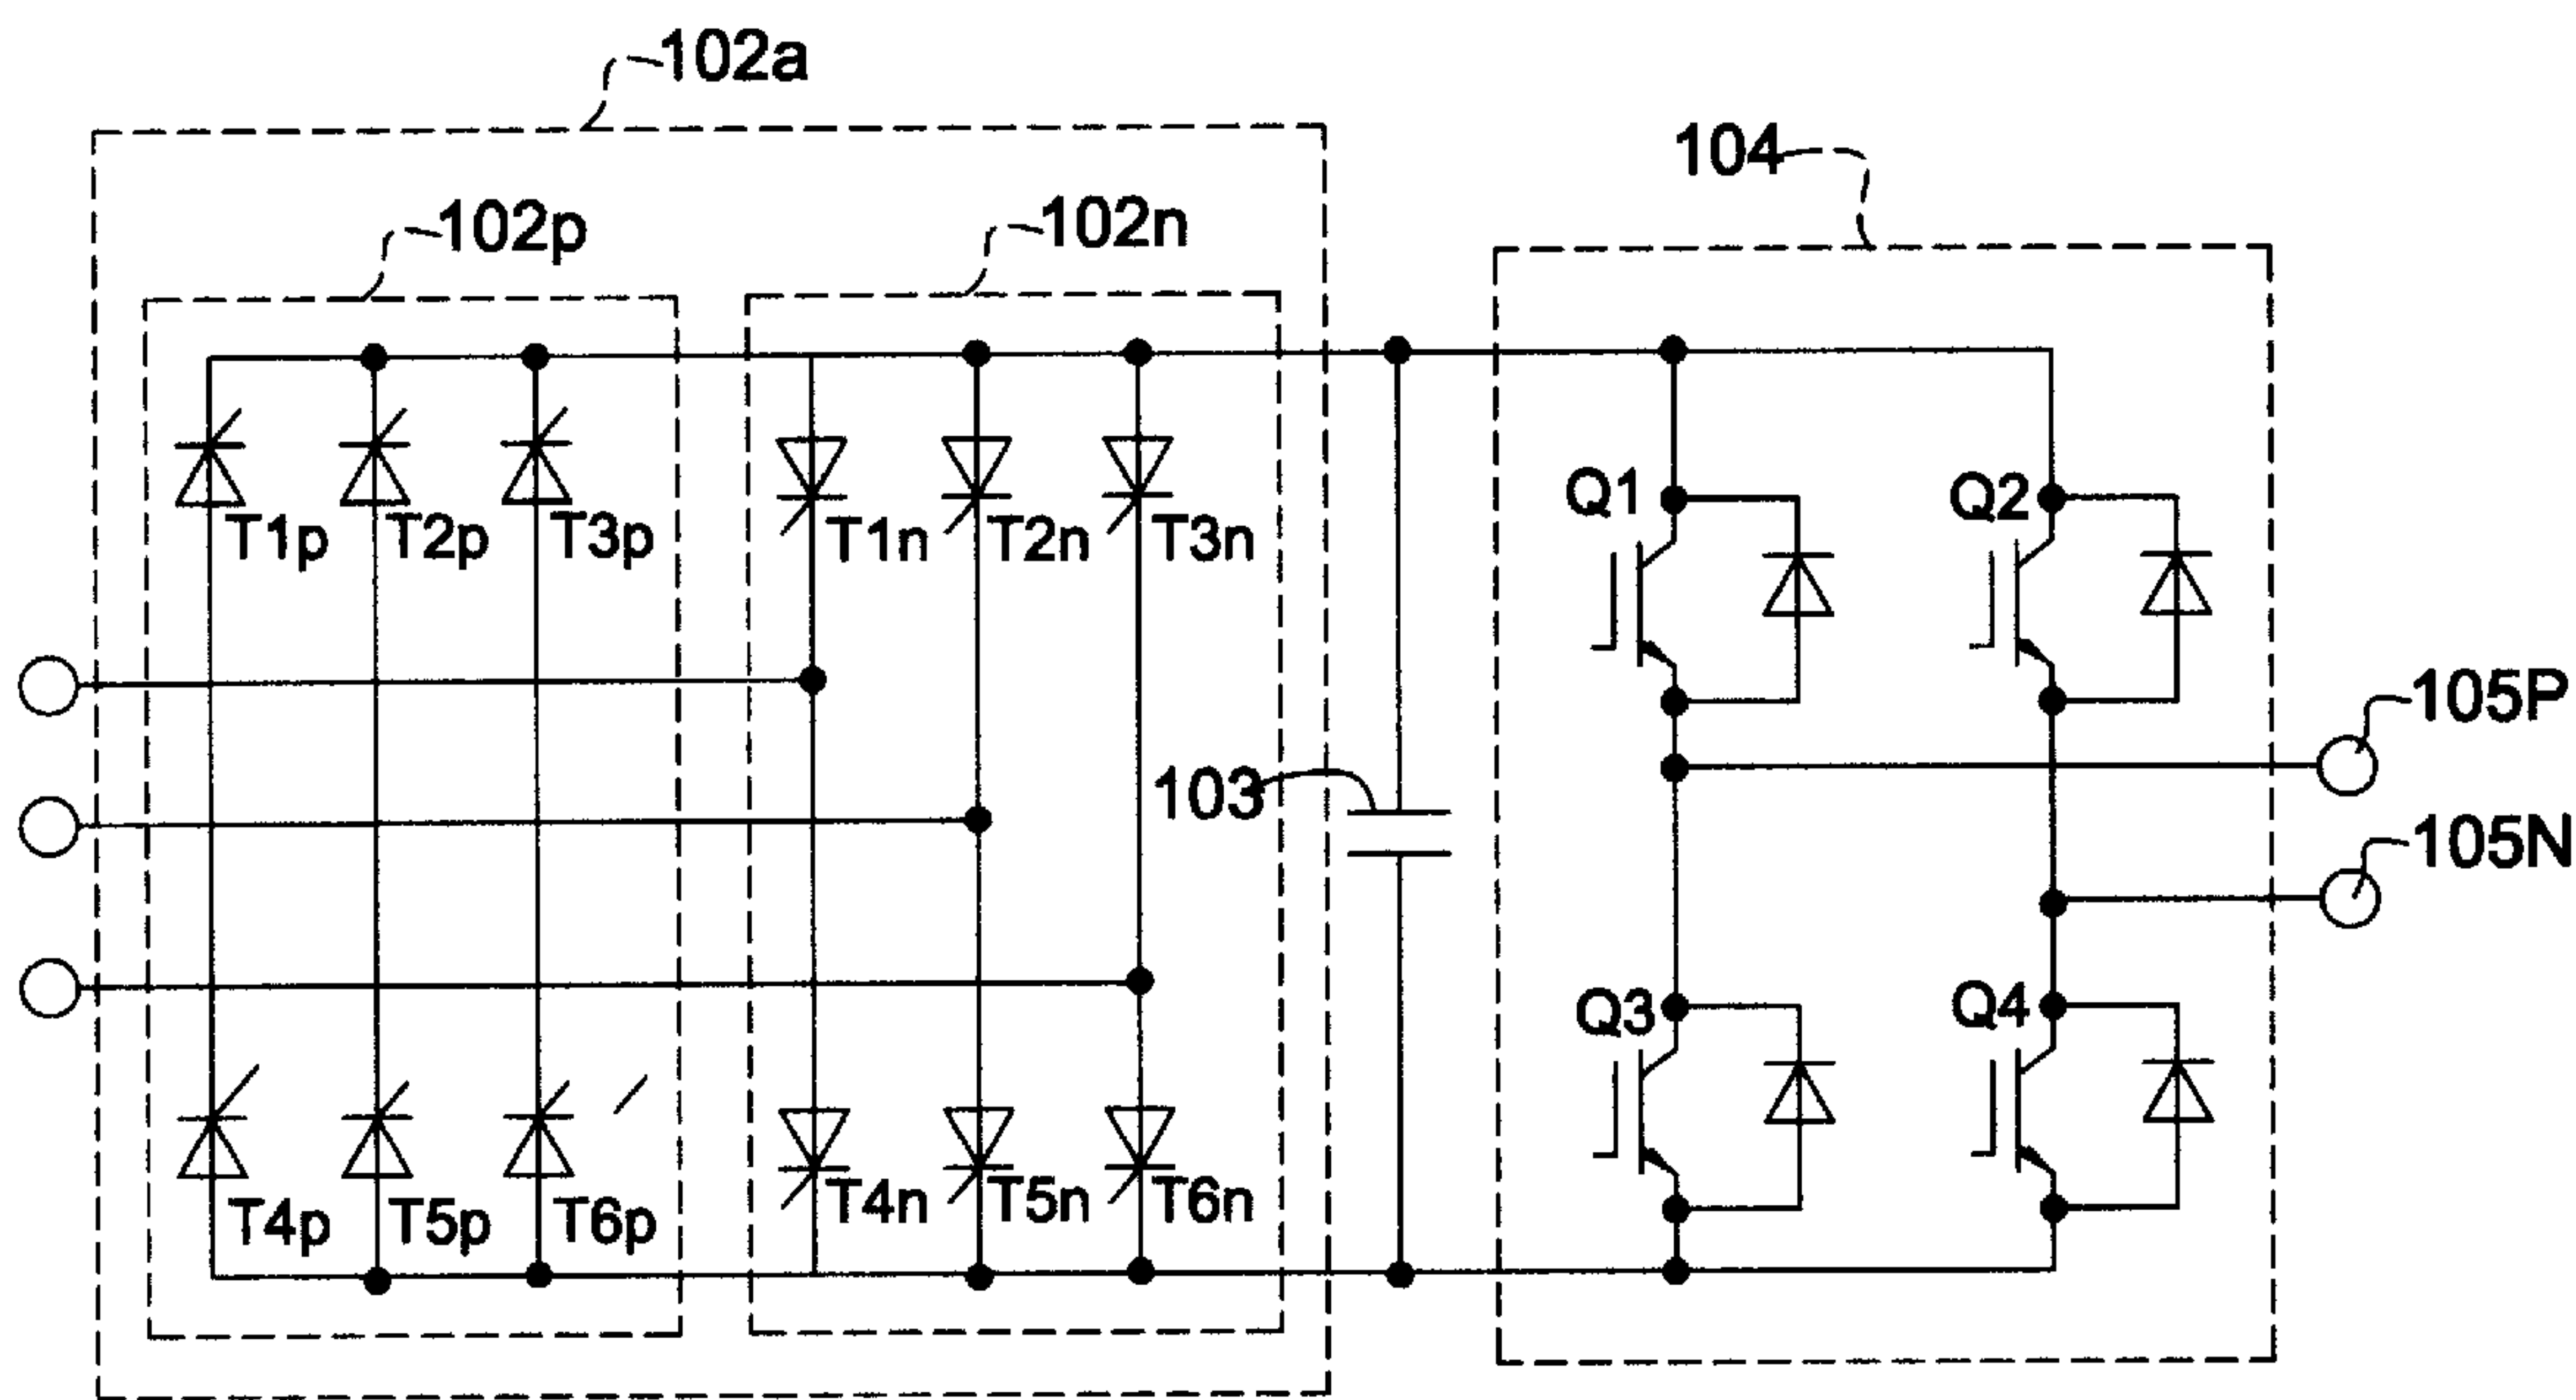 102a
104
102p
102n
Q1
Q2
T1p
T2p
T3p
T1n
T2n
T3n
105P
103
105N
Q3
Q4
T4p
T5p
T6p
T4n
T5n
T6n